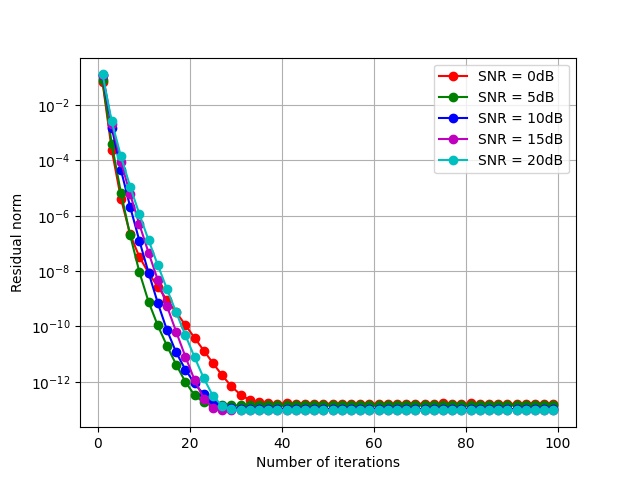 SNR = 0dB
SNR = 5dB
SNR = 10dB
SNR = 15dB
SNR = 20dB
10⁻²
10⁻⁴
10⁻⁶
10⁻⁸
10⁻¹⁰
10⁻¹²
Residual norm
0 20 40 60 80 100
Number of iterations